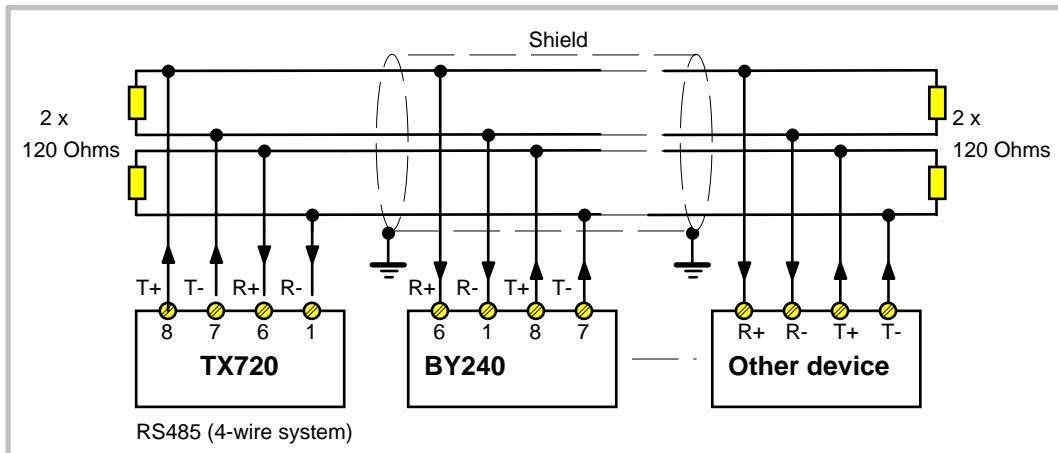 Shield
2 x
120 Ohms
2 x
120 Ohms
T+ T- R+ R-
R+ R- T+ T-
8 7 6 1
6 1 8 7
R+ R- T+ T-
TX720
BY240
Other device
RS485 (4-wire system)